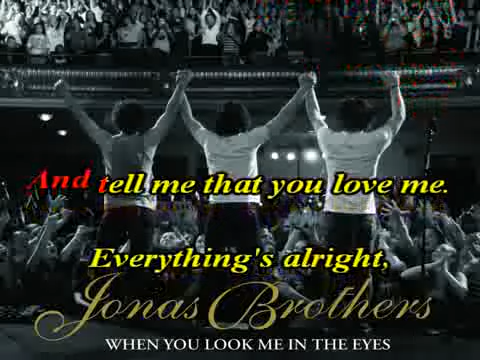 And tell me that you love me.
Everything's alright,
Jonas Brothers
WHEN YOU LOOK ME IN THE EYES